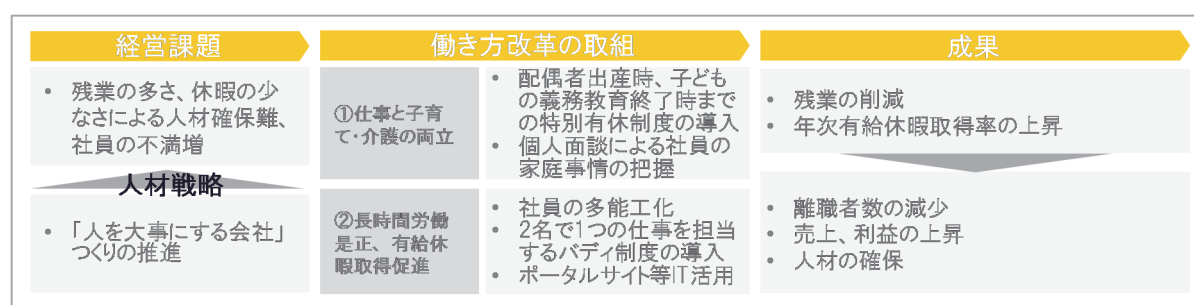 経営課題
働き方改革の取組
成果
• 残業の多さ、休暇の少
なさによる人材確保難、
社員の不満増
人材戦略
• 「人を大事にする会社」
つくりの推進
①仕事と子育
て・介護の両立
• 配偶者出産時、子ども
の義務教育終了時まで
の特別有休制度の導入
• 個人面談による社員の
家庭事情の把握
②長時間労働
是正、有給休
暇取得促進
• 社員の多能工化
• 2名で1つの仕事を担当
するバディ制度の導入
• ポータルサイト等IT活用
• 残業の削減
• 年次有給休暇取得率の上昇
• 離職者数の減少
• 売上、利益の上昇
• 人材の確保